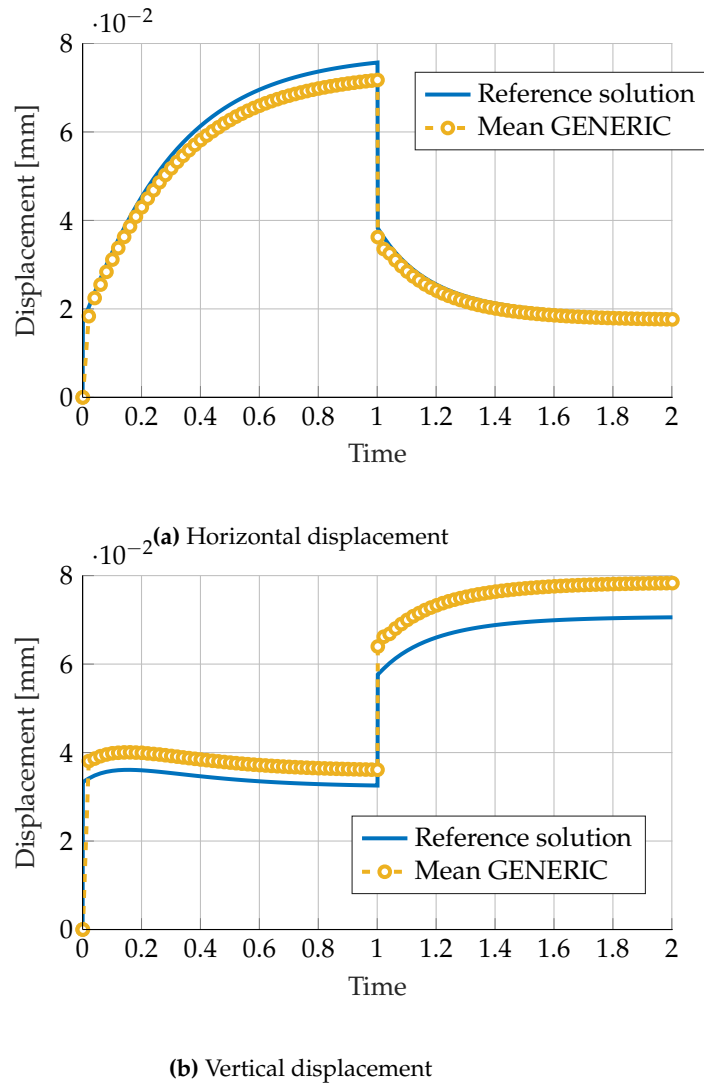 ·10−2
8
6
4
2
0
Displacement [mm]
Reference solution
Mean GENERIC
0 0.2 0.4 0.6 0.8 1 1.2 1.4 1.6 1.8 2
Time
(a) Horizontal displacement
·10−2
8
6
4
2
0
Displacement [mm]
Reference solution
Mean GENERIC
0 0.2 0.4 0.6 0.8 1 1.2 1.4 1.6 1.8 2
Time
(b) Vertical displacement